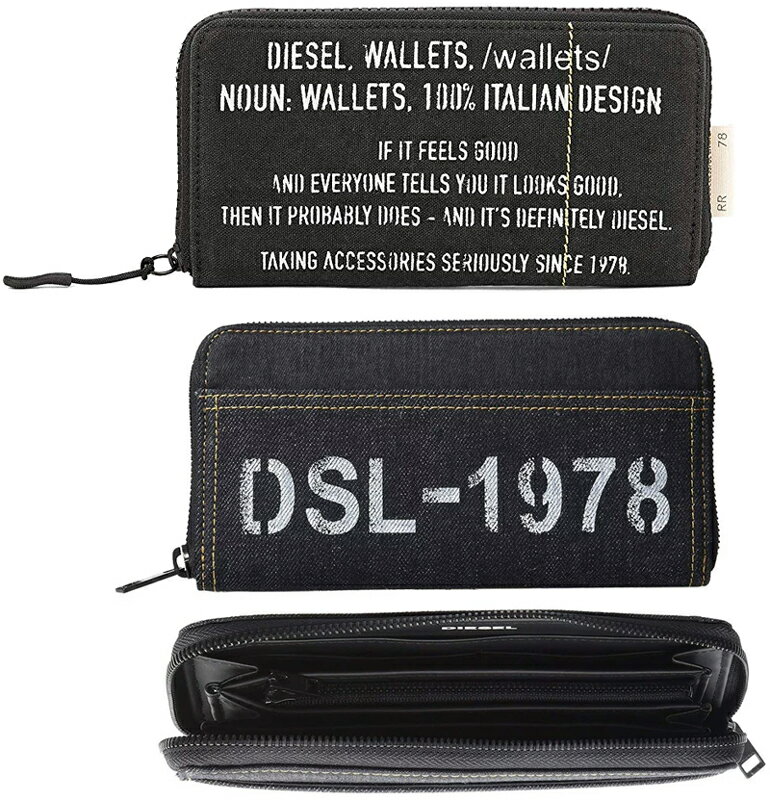 DIESEL, WALLETS, /wallets/
NOUN: WALLETS, 100% ITALIAN DESIGN
IF IT FEELS GOOD
AND EVERYONE TELLS YOU IT LOOKS GOOD,
THEN IT PROBABLY DOES - AND IT'S DEFINITELY DIESEL.
TAKING ACCESSORIES SERIOUSLY SINCE 1978.
RR 78
DSL-1978
DIESEL